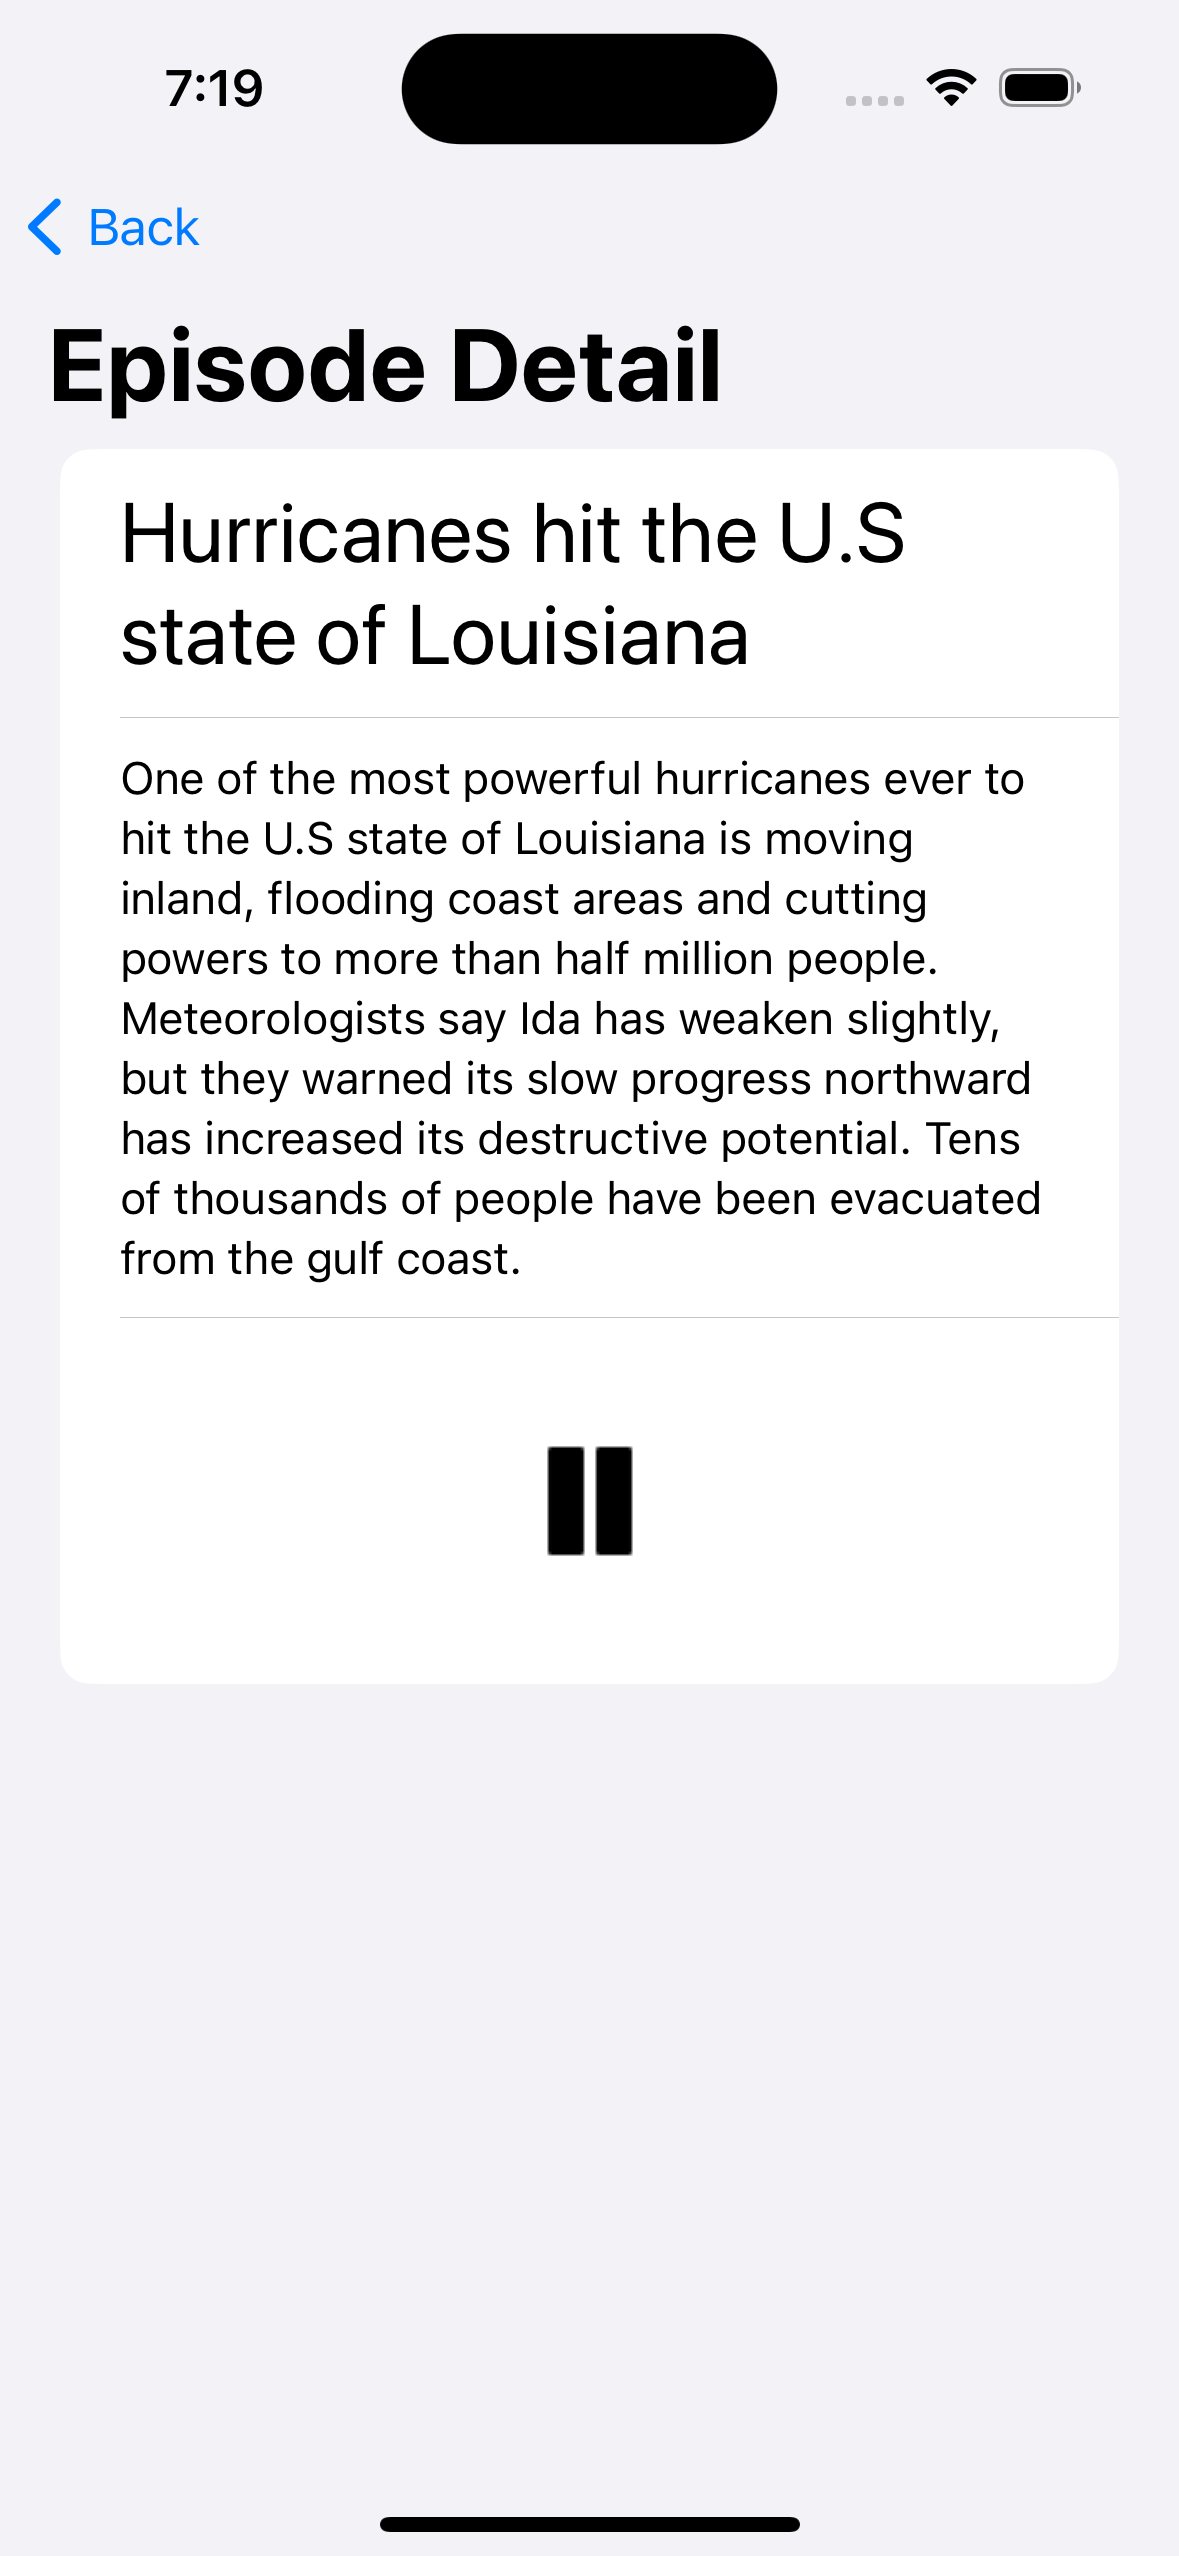 7:19
Back
Episode Detail
Hurricanes hit the U.S
state of Louisiana
One of the most powerful hurricanes ever to
hit the U.S state of Louisiana is moving
inland, flooding coast areas and cutting
powers to more than half million people.
Meteorologists say Ida has weaken slightly,
but they warned its slow progress northward
has increased its destructive potential. Tens
of thousands of people have been evacuated
from the gulf coast.